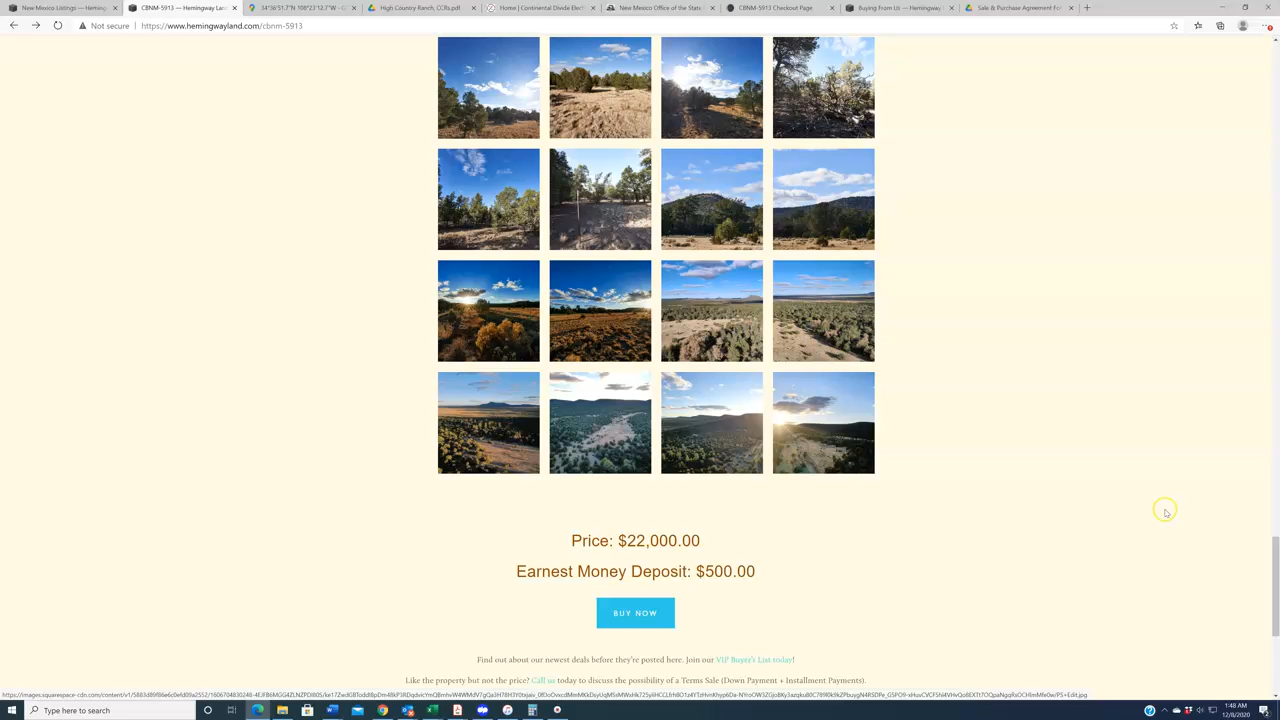 New Mexico Listings — Heming
CBNM-5913 — Hemingway Lan
34°36'51.7"N 108°23'12.7"W - G
High Country Ranch, CCRs.pdf
Home | Continental Divide Elect
New Mexico Office of the State
CBNM-5913 Checkout Page
Buying From Us — Hemingway
Sale & Purchase Agreement For
Not secure | https://www.hemingwayland.com/cbnm-5913
Price: $22,000.00
Earnest Money Deposit: $500.00
BUY NOW
Find out about our newest deals before they're posted here. Join our VIP Buyer's List today!
Like the property but not the price? Call us today to discuss the possibility of a Terms Sale (Down Payment + Installment Payments).
Type here to search
1:48 AM
12/8/2020